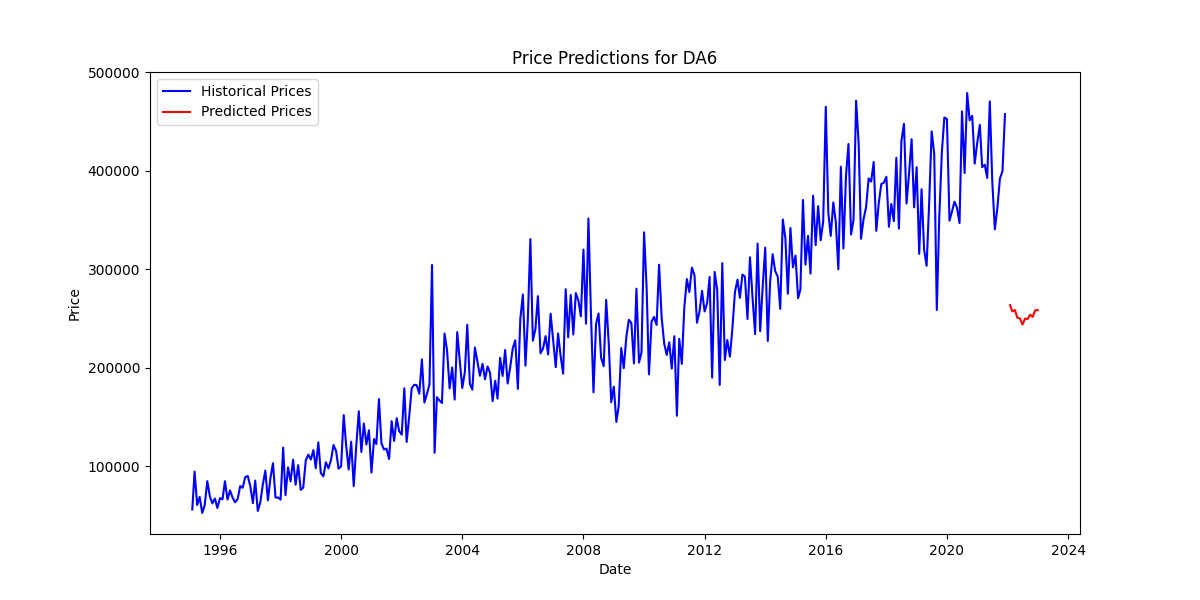 Price Predictions for DA6
500000
400000
300000
200000
100000
Price
Historical Prices
Predicted Prices
1996 2000 2004 2008 2012 2016 2020 2024
Date